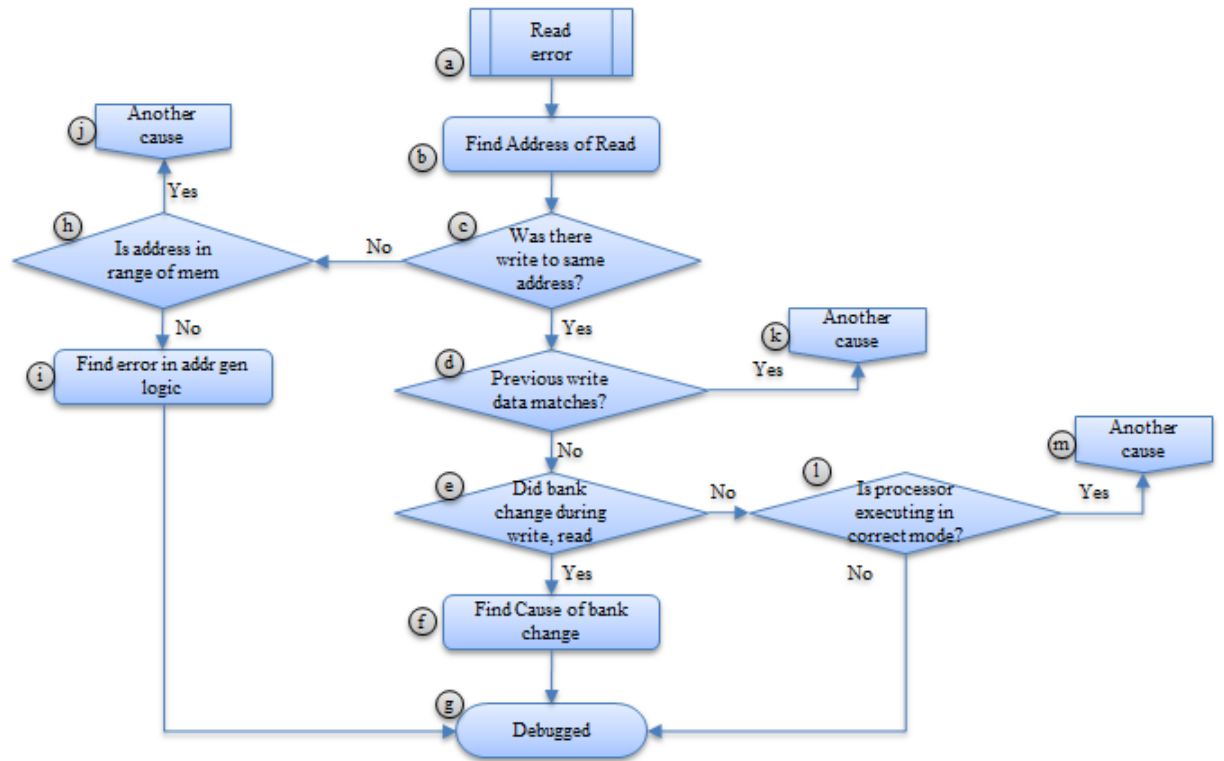 Read
error
a
Find Address of Read
b
Another
cause
j
Yes
h
Is address in
range of mem
No
c
Was there
write to same
address?
No
Find error in addr gen
logic
i
Yes
d
Previous write
data matches?
Yes
Another
cause
k
No
e
Did bank
change during
write, read
No
l
Is processor
executing in
correct mode?
Yes
Another
cause
m
Yes
No
Find Cause of bank
change
f
g
Debugged